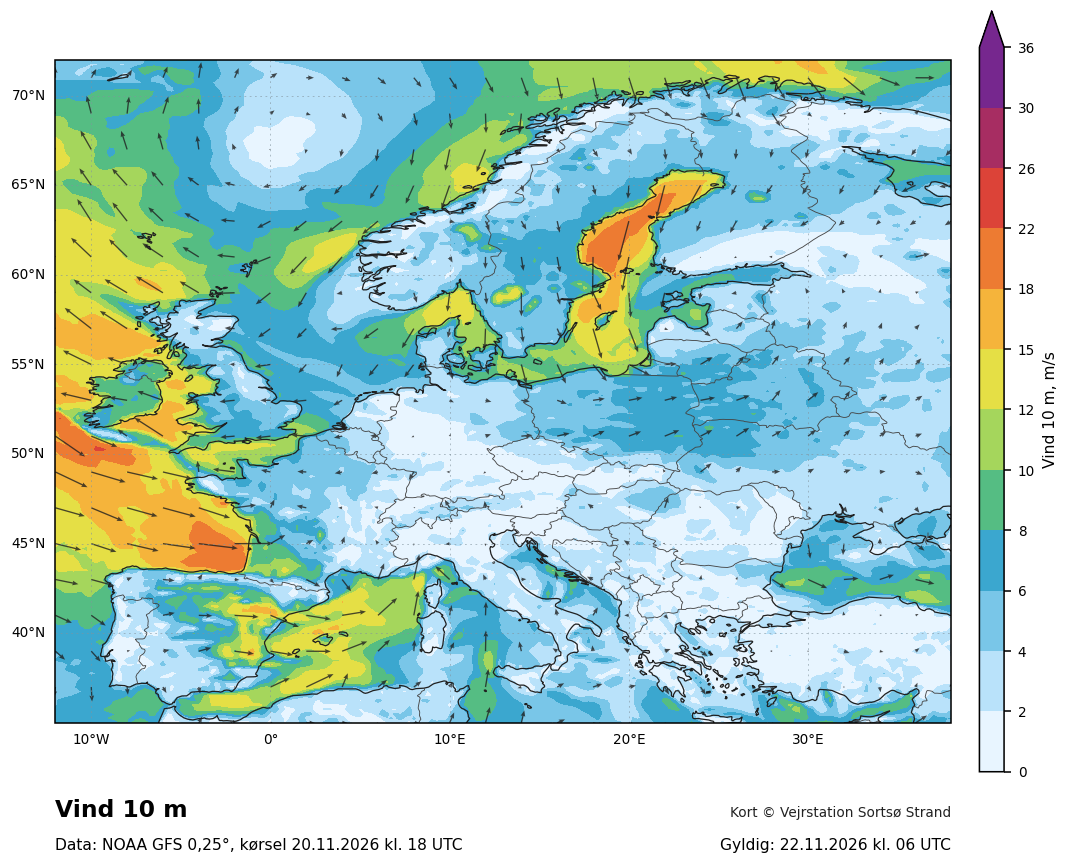 36
30
26
22
18
15
12
10
8
6
4
2
0
Vind 10 m, m/s
70°N
65°N
60°N
55°N
50°N
45°N
40°N
10°W
0°
10°E
20°E
30°E
Vind 10 m
Kort © Vejrstation Sortsø Strand
Data: NOAA GFS 0,25°, kørsel 20.11.2026 kl. 18 UTC
Gyldig: 22.11.2026 kl. 06 UTC